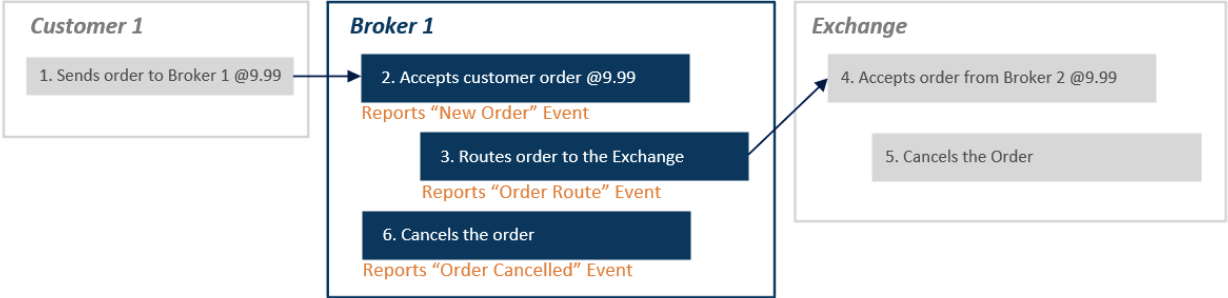 Customer 1
1. Sends order to Broker 1 @9.99
Broker 1
2. Accepts customer order @9.99
Reports “New Order” Event
3. Routes order to the Exchange
Reports “Order Route” Event
6. Cancels the order
Reports “Order Cancelled” Event
Exchange
4. Accepts order from Broker 2 @9.99
5. Cancels the Order